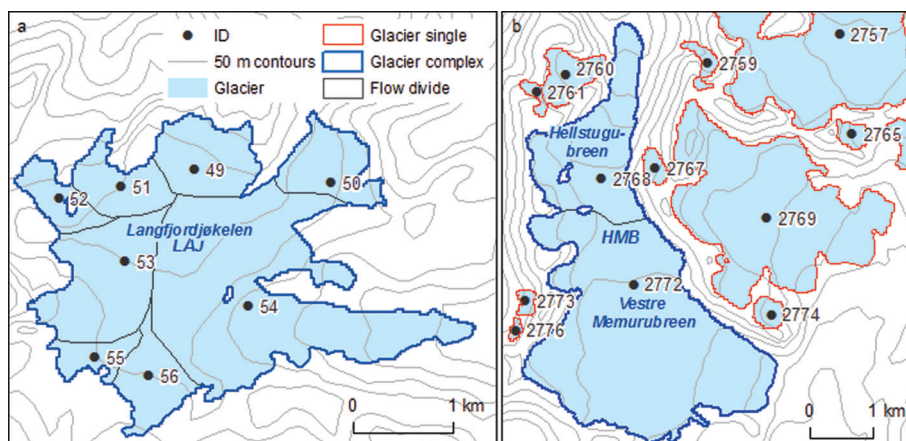 a
ID
50 m contours
Glacier
Glacier single
Glacier complex
Flow divide
49
50
51
52
Langfjordjøkelen
LAJ
53
54
55
56
0 1 km
b
2757
2760
2759
2761
2765
Hellstugu-
breen
2767
2768
2769
HMB
2772
2773
Vestre
Memurubreen
2774
2776
0 1 km